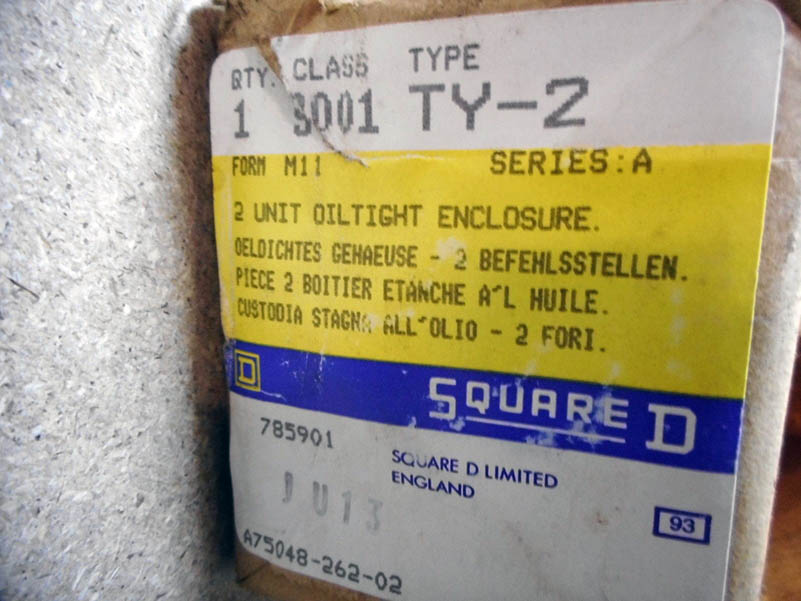 QTY. CLASS TYPE
1 9001 TY-2
FORM M11 SERIES:A
2 UNIT OILTIGHT ENCLOSURE.
OELDICHTES GEHAEUSE - 2 BEFEHLSSTELLEN.
PIECE 2 BOITIER ETANCHE A'L HUILE.
CUSTODIA STAGNA ALL'OLIO - 2 FORI.
D SQUARE D
785901
SQUARE D LIMITED
ENGLAND
JU13
93
A75048-262-02